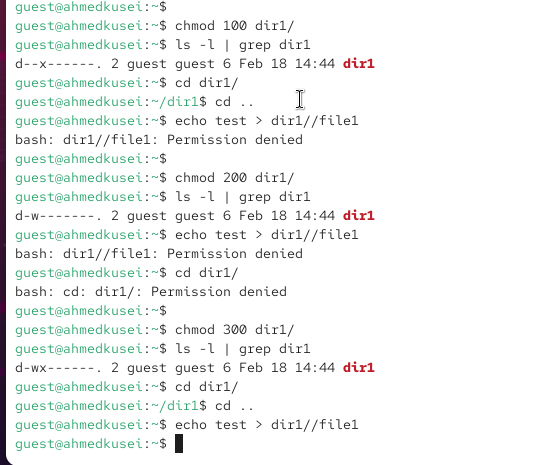 guest@ahmedkusei:~$
guest@ahmedkusei:~$ chmod 100 dir1/
guest@ahmedkusei:~$ ls -l | grep dir1
d--x------. 2 guest guest 6 Feb 18 14:44 dir1
guest@ahmedkusei:~$ cd dir1/
guest@ahmedkusei:~/dir1$ cd ..
guest@ahmedkusei:~$ echo test > dir1//file1
bash: dir1//file1: Permission denied
guest@ahmedkusei:~$
guest@ahmedkusei:~$ chmod 200 dir1/
guest@ahmedkusei:~$ ls -l | grep dir1
d-w-------. 2 guest guest 6 Feb 18 14:44 dir1
guest@ahmedkusei:~$ echo test > dir1//file1
bash: dir1//file1: Permission denied
guest@ahmedkusei:~$ cd dir1/
bash: cd: dir1/: Permission denied
guest@ahmedkusei:~$
guest@ahmedkusei:~$ chmod 300 dir1/
guest@ahmedkusei:~$ ls -l | grep dir1
d-wx------. 2 guest guest 6 Feb 18 14:44 dir1
guest@ahmedkusei:~$ cd dir1/
guest@ahmedkusei:~/dir1$ cd ..
guest@ahmedkusei:~$ echo test > dir1//file1
guest@ahmedkusei:~$